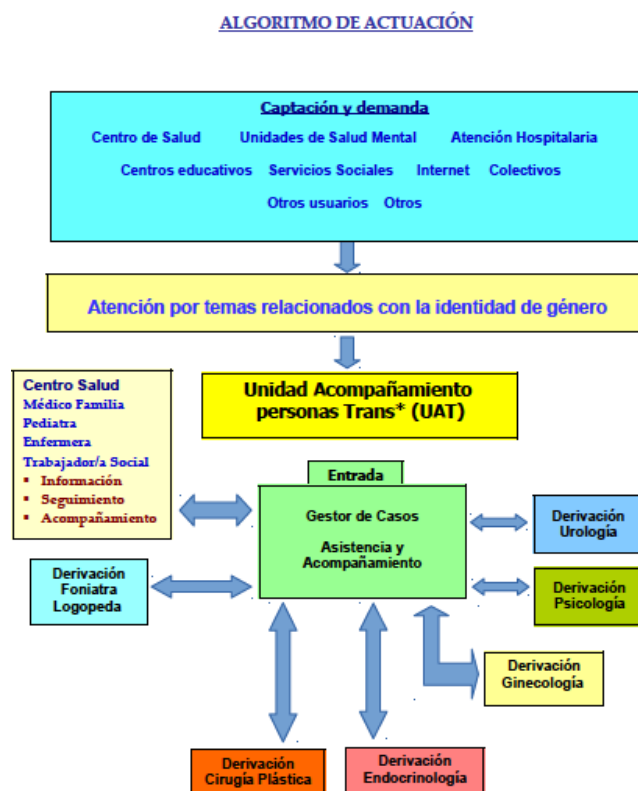 ALGORITMO DE ACTUACIÓN
Captación y demanda
Centro de Salud Unidades de Salud Mental Atención Hospitalaria
Centros educativos Servicios Sociales Internet Colectivos
Otros usuarios Otros
Atención por temas relacionados con la identidad de género
Unidad Acompañamiento
personas Trans* (UAT)
Centro Salud
Médico Familia
Pediatra
Enfermera
Trabajador/a Social
▪ Información
▪ Seguimiento
▪ Acompañamiento
Entrada
Gestor de Casos
Asistencia y
Acompañamiento
Derivación
Urología
Derivación
Foniatra
Logopeda
Derivación
Psicología
Derivación
Ginecología
Derivación
Cirugía Plástica
Derivación
Endocrinología